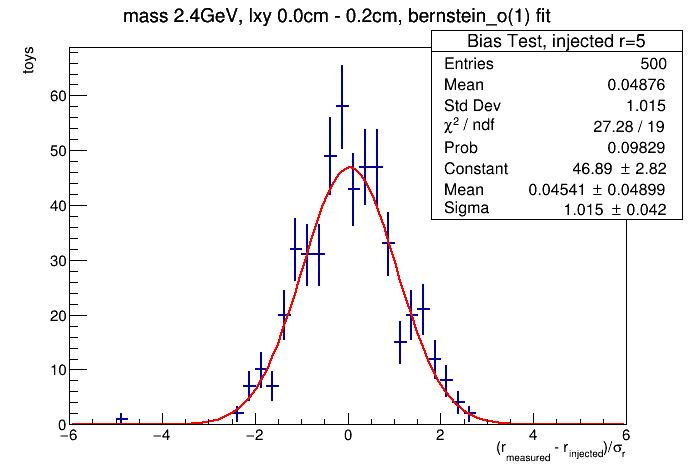 mass 2.4GeV, lxy 0.0cm - 0.2cm, bernstein_o(1) fit
toys
Bias Test, injected r=5
Entries 500
Mean 0.04876
Std Dev 1.015
χ² / ndf 27.28 / 19
Prob 0.09829
Constant 46.89 ± 2.82
Mean 0.04541 ± 0.04899
Sigma 1.015 ± 0.042
60
50
40
30
20
10
0
−6 −4 −2 0 2 4 6
(r_measured - r_injected)/σ_r